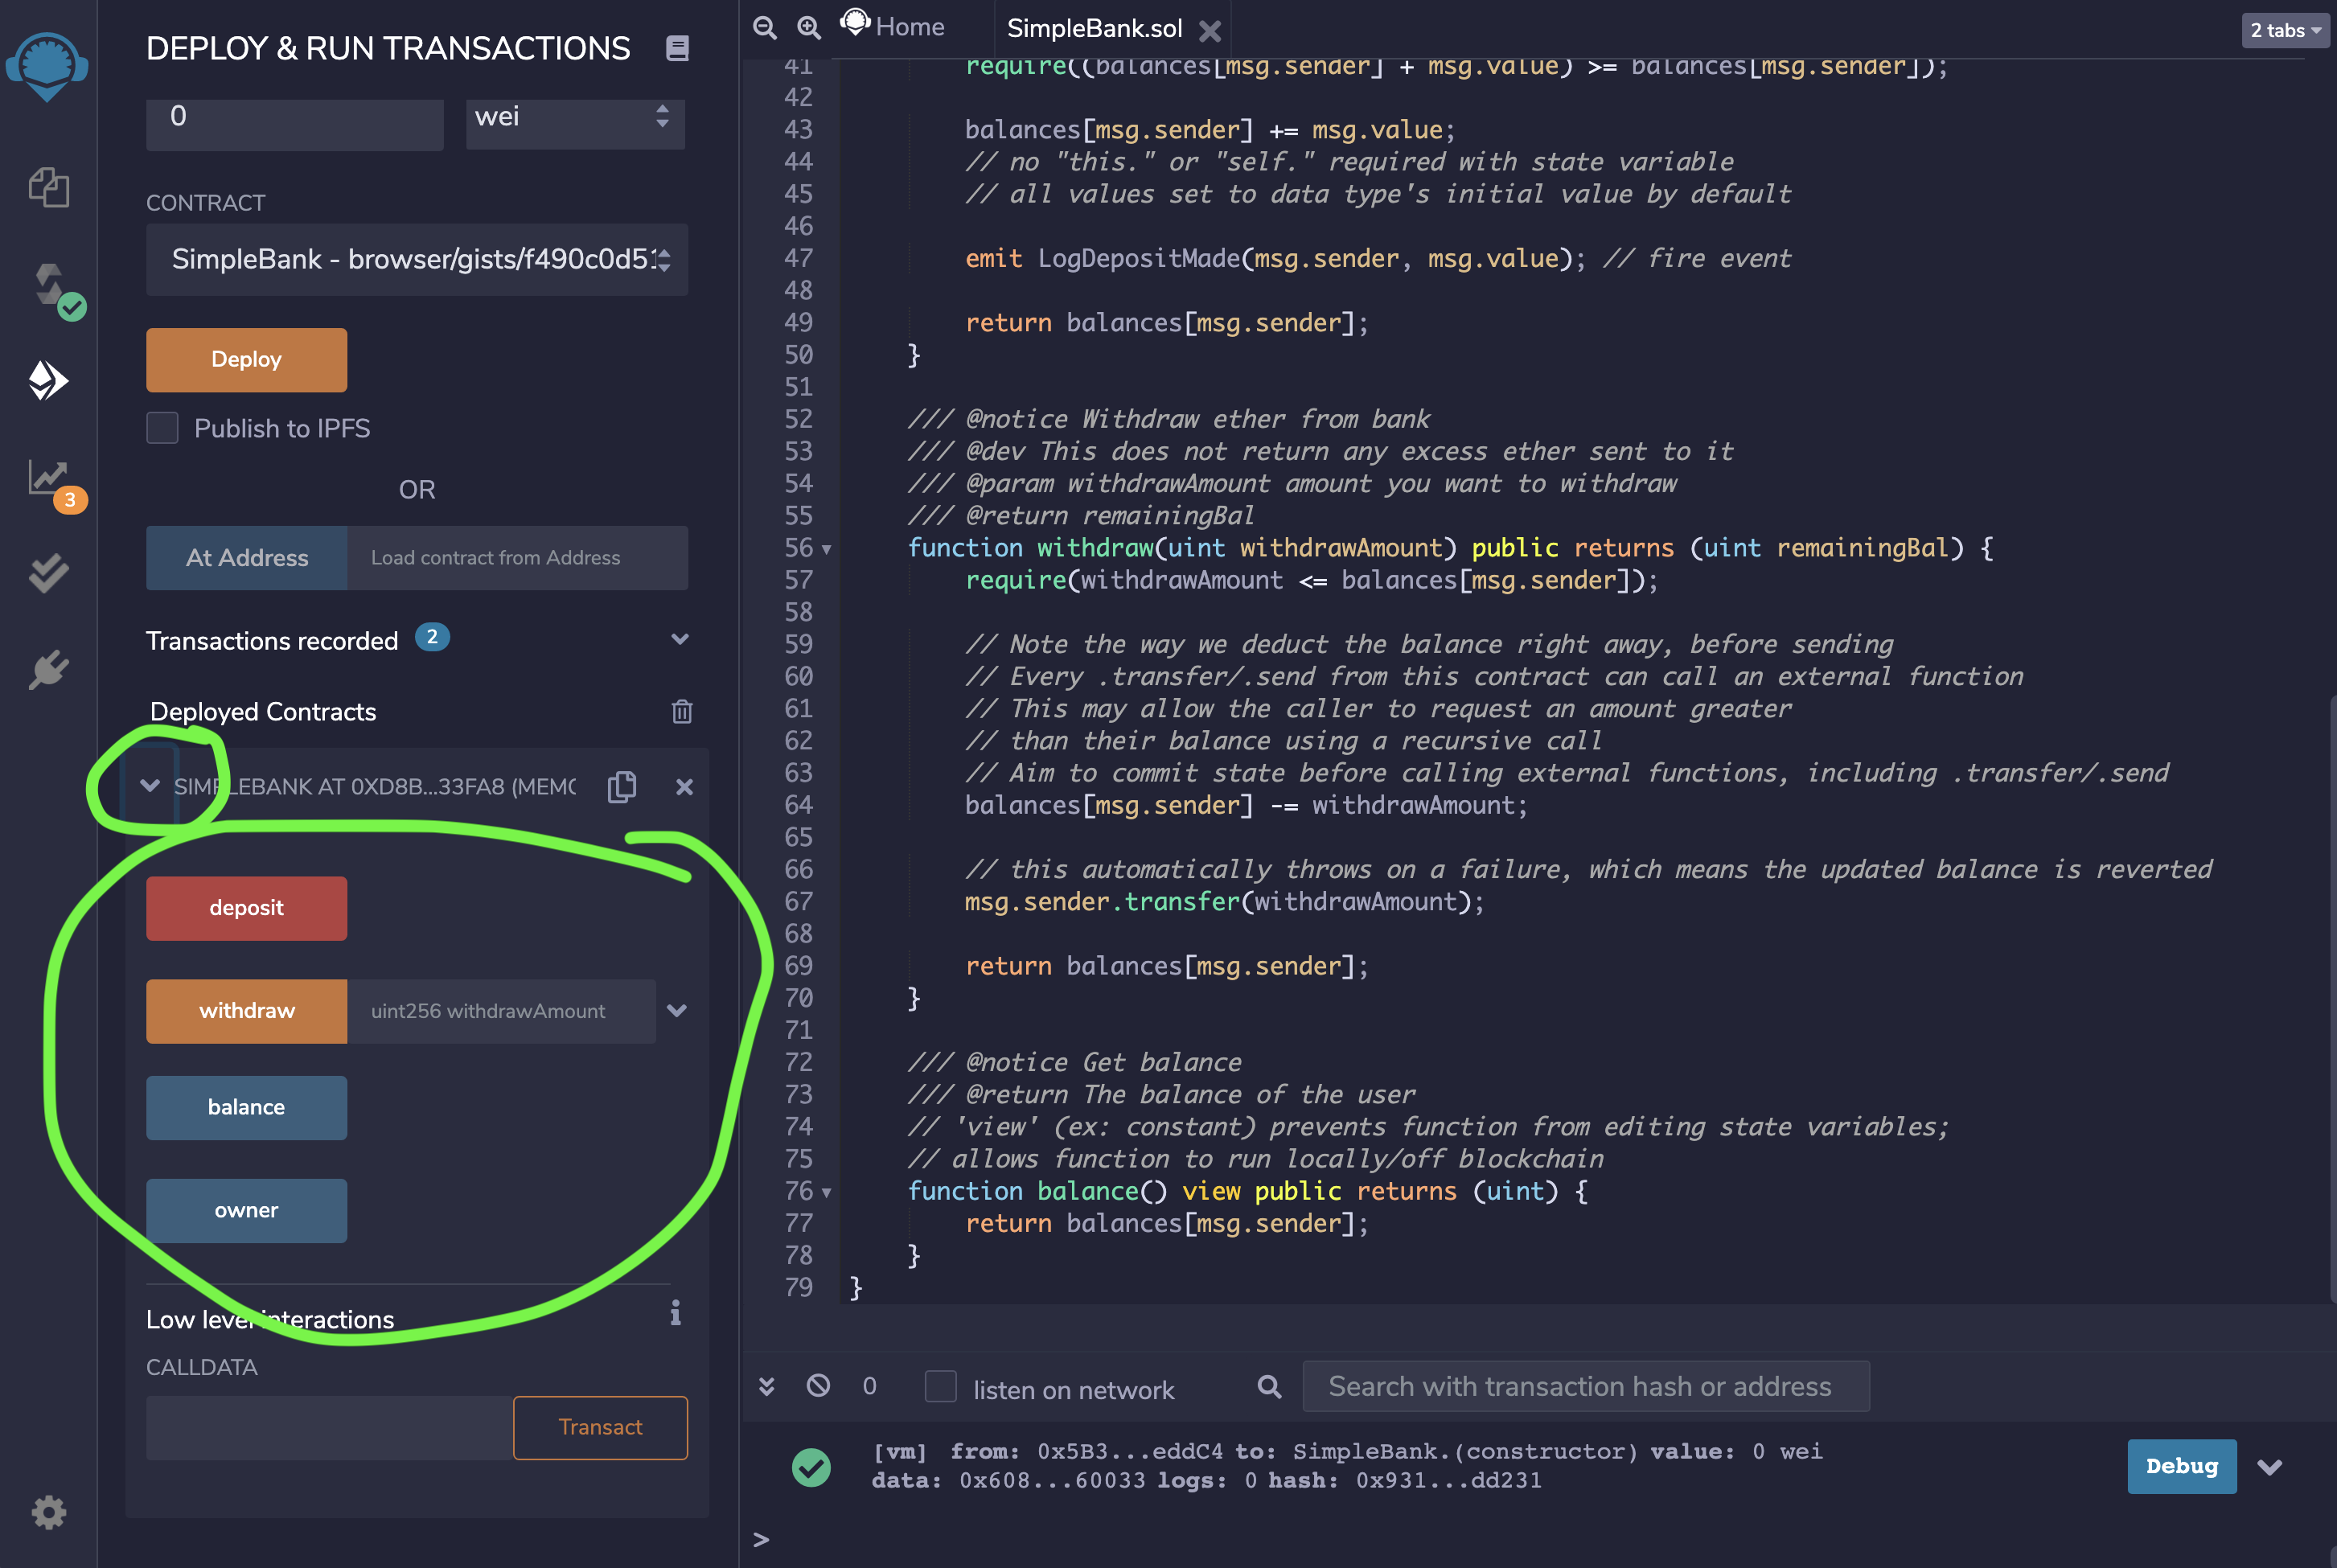 DEPLOY & RUN TRANSACTIONS
0
wei
CONTRACT
SimpleBank - browser/gists/f490c0d51
Deploy
Publish to IPFS
OR
At Address
Load contract from Address
Transactions recorded 2
Deployed Contracts
SIMPLEBANK AT 0XD8B...33FA8 (MEMO
deposit
withdraw
uint256 withdrawAmount
balance
owner
Low level interactions
i
CALLDATA
Transact
3
Home
SimpleBank.sol
2 tabs
41 require((balances[msg.sender] + msg.value) >= balances[msg.sender]);
42
43 balances[msg.sender] += msg.value;
44 // no "this." or "self." required with state variable
45 // all values set to data type's initial value by default
46
47 emit LogDepositMade(msg.sender, msg.value); // fire event
48
49 return balances[msg.sender];
50 }
51
52 /// @notice Withdraw ether from bank
53 /// @dev This does not return any excess ether sent to it
54 /// @param withdrawAmount amount you want to withdraw
55 /// @return remainingBal
56 function withdraw(uint withdrawAmount) public returns (uint remainingBal) {
57 require(withdrawAmount <= balances[msg.sender]);
58
59 // Note the way we deduct the balance right away, before sending
60 // Every .transfer/.send from this contract can call an external function
61 // This may allow the caller to request an amount greater
62 // than their balance using a recursive call
63 // Aim to commit state before calling external functions, including .transfer/.send
64 balances[msg.sender] -= withdrawAmount;
65
66 // this automatically throws on a failure, which means the updated balance is reverted
67 msg.sender.transfer(withdrawAmount);
68
69 return balances[msg.sender];
70 }
71
72 /// @notice Get balance
73 /// @return The balance of the user
74 // 'view' (ex: constant) prevents function from editing state variables;
75 // allows function to run locally/off blockchain
76 function balance() view public returns (uint) {
77 return balances[msg.sender];
78 }
79 }
0
listen on network
Search with transaction hash or address
[vm] from: 0x5B3...eddC4 to: SimpleBank.(constructor) value: 0 wei
data: 0x608...60033 logs: 0 hash: 0x931...dd231
Debug
>